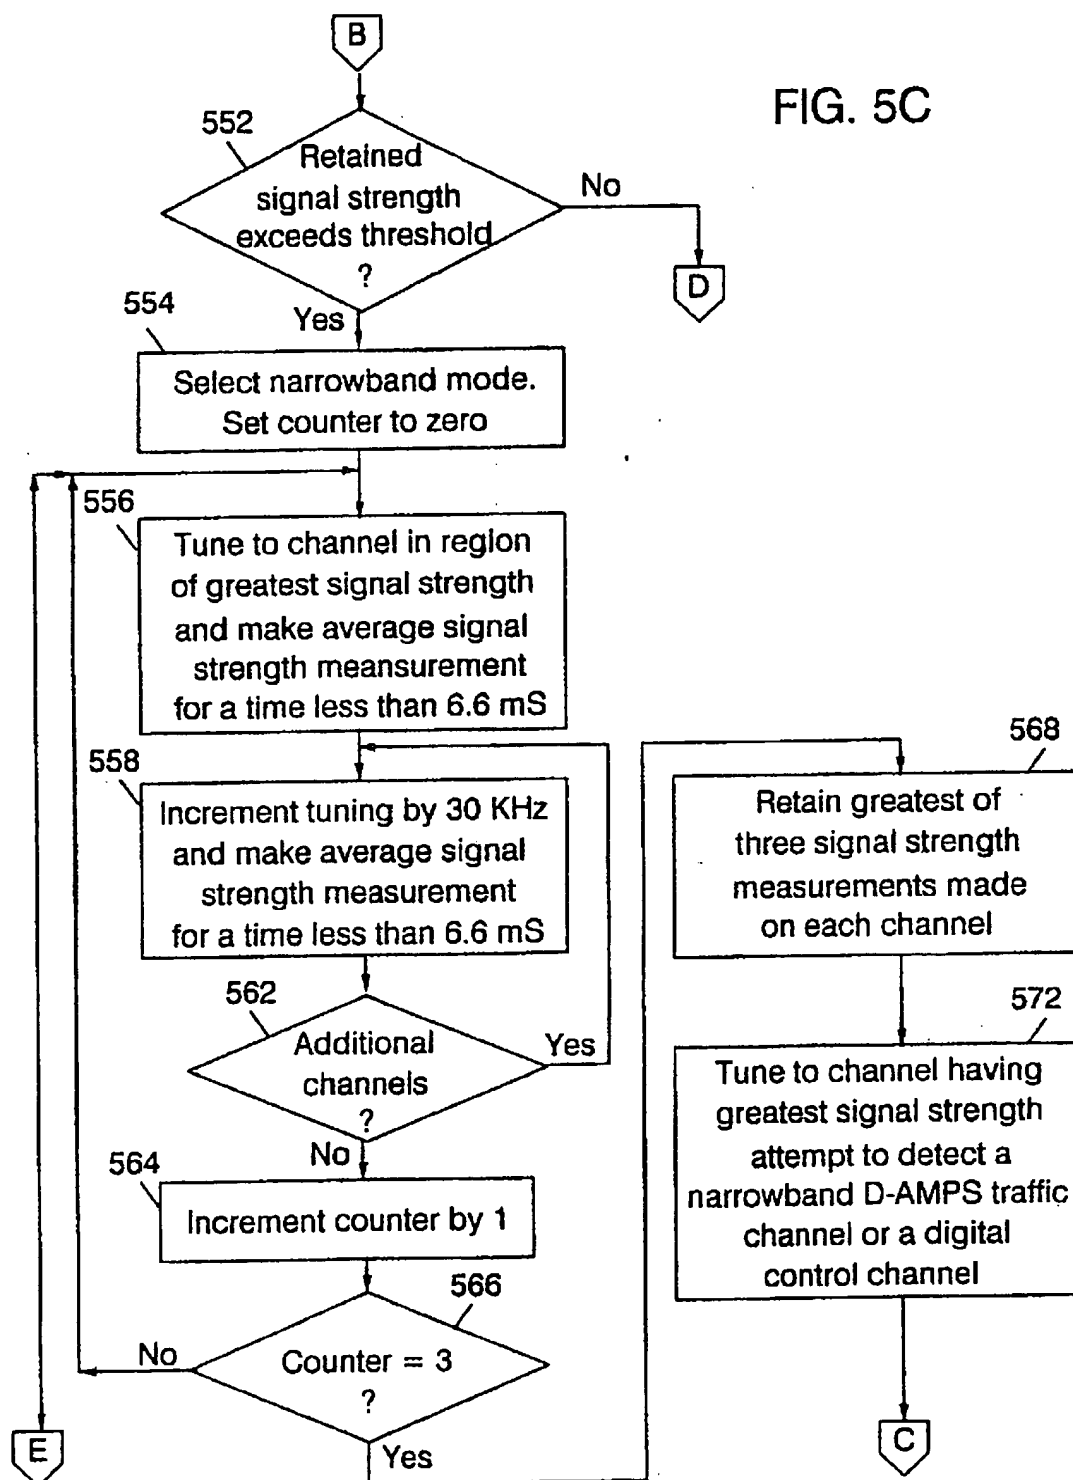 B
FIG. 5C
552
Retained
signal strength
exceeds threshold
?
No
D
Yes
554
Select narrowband mode.
Set counter to zero
556
Tune to channel in region
of greatest signal strength
and make average signal
strength meansurement
for a time less than 6.6 mS
558
Increment tuning by 30 KHz
and make average signal
strength measurement
for a time less than 6.6 mS
562
Additional
channels
?
Yes
No
564
Increment counter by 1
566
Counter = 3
?
No
Yes
E
568
Retain greatest of
three signal strength
measurements made
on each channel
572
Tune to channel having
greatest signal strength
attempt to detect a
narrowband D-AMPS traffic
channel or a digital
control channel
C